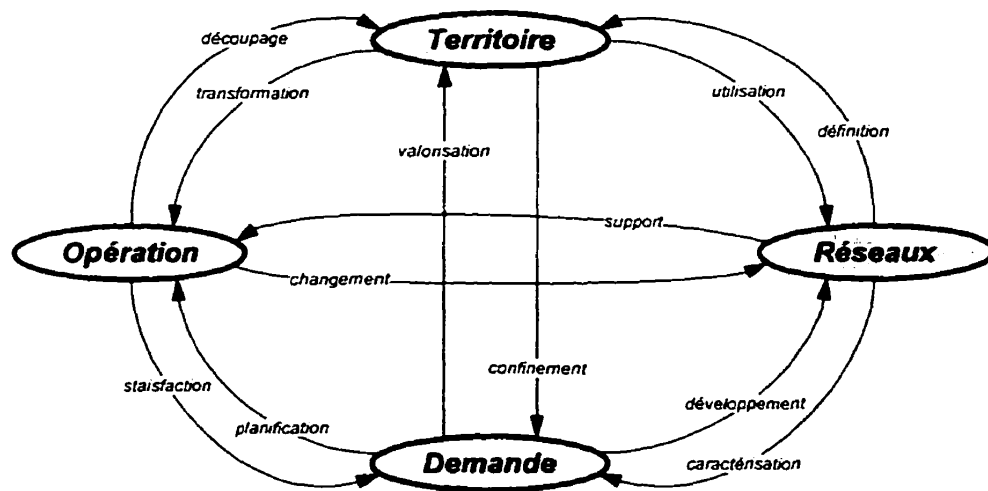 Territoire
découpage
transformation
utilisation
définition
valorisation
support
Opération
Réseaux
changement
confinement
staisfaction
développement
planification
Demande
caractérisation